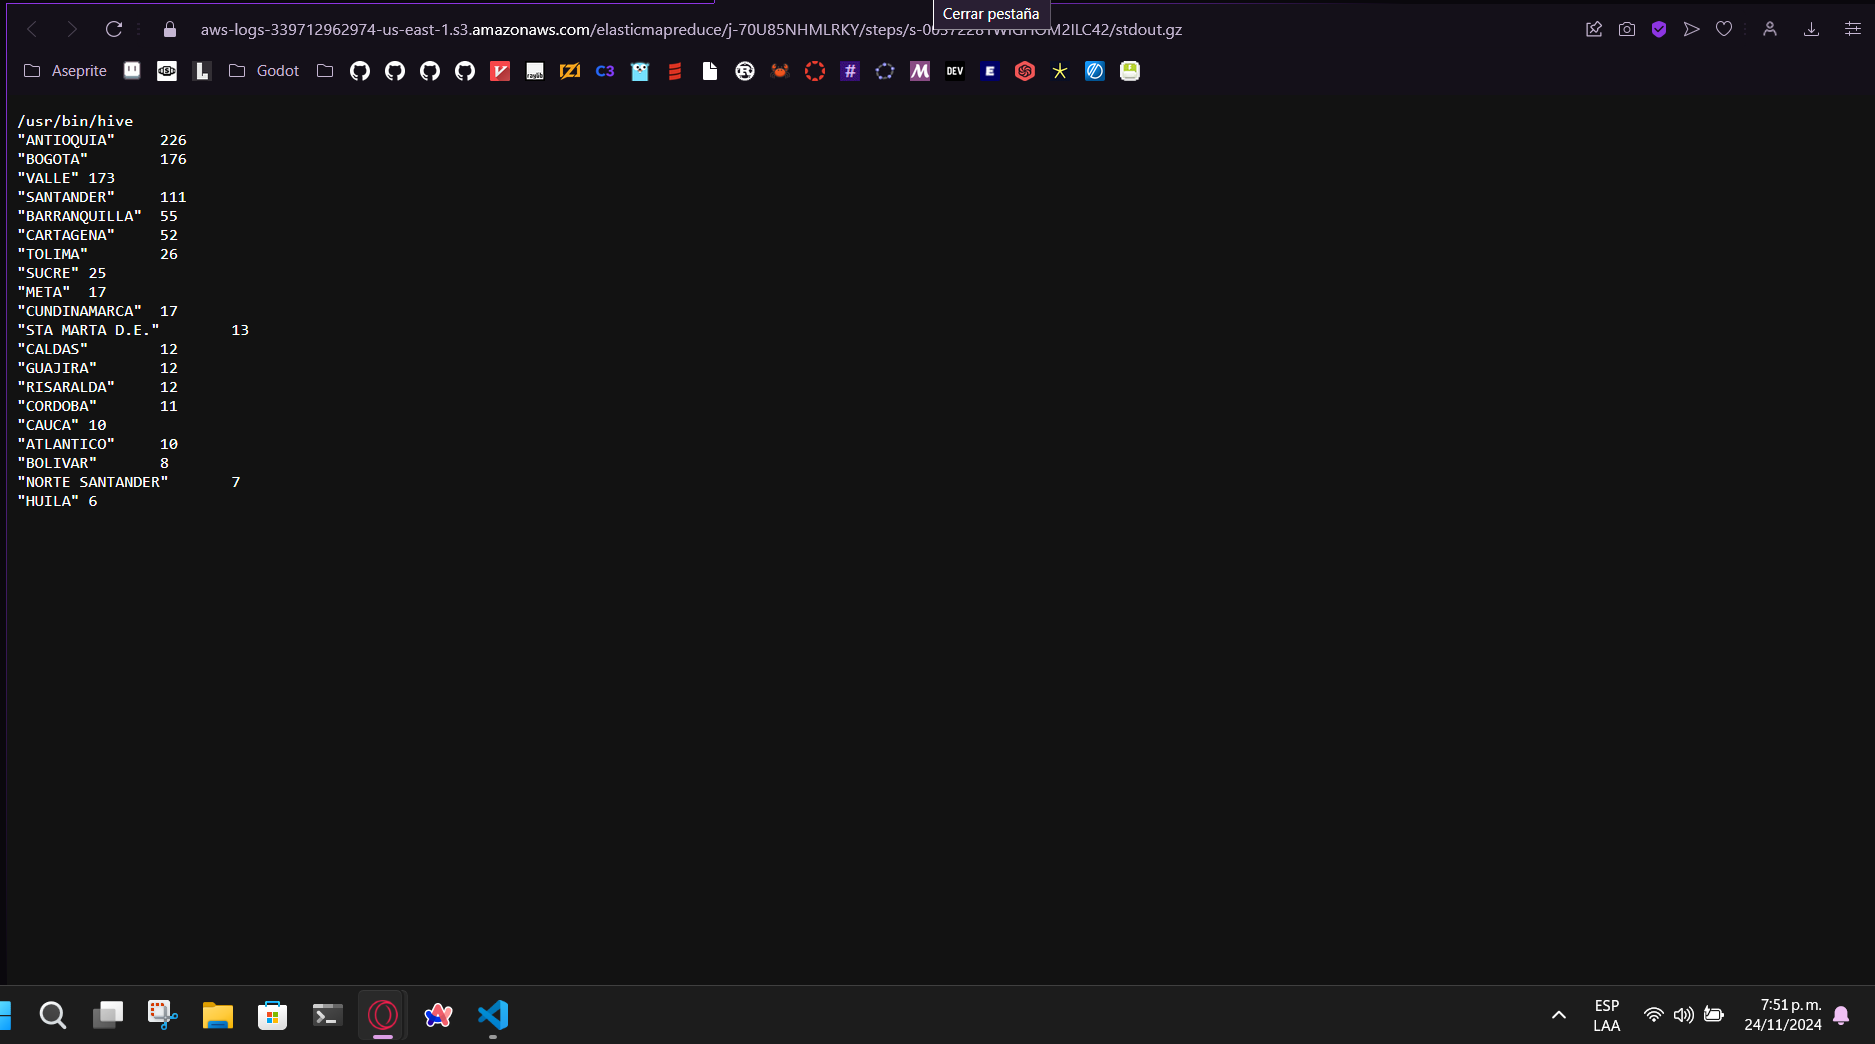 Cerrar pestaña
aws-logs-339712962974-us-east-1.s3.amazonaws.com/elasticmapreduce/j-70U85NHMLRKY/steps/ M2ILC42/stdout.gz
Aseprite Godot raylib C3 # M DEV E
/usr/bin/hive
"ANTIOQUIA" 226
"BOGOTA" 176
"VALLE" 173
"SANTANDER" 111
"BARRANQUILLA" 55
"CARTAGENA" 52
"TOLIMA" 26
"SUCRE" 25
"META" 17
"CUNDINAMARCA" 17
"STA MARTA D.E." 13
"CALDAS" 12
"GUAJIRA" 12
"RISARALDA" 12
"CORDOBA" 11
"CAUCA" 10
"ATLANTICO" 10
"BOLIVAR" 8
"NORTE SANTANDER" 7
"HUILA" 6
ESP
LAA
7:51 p. m.
24/11/2024